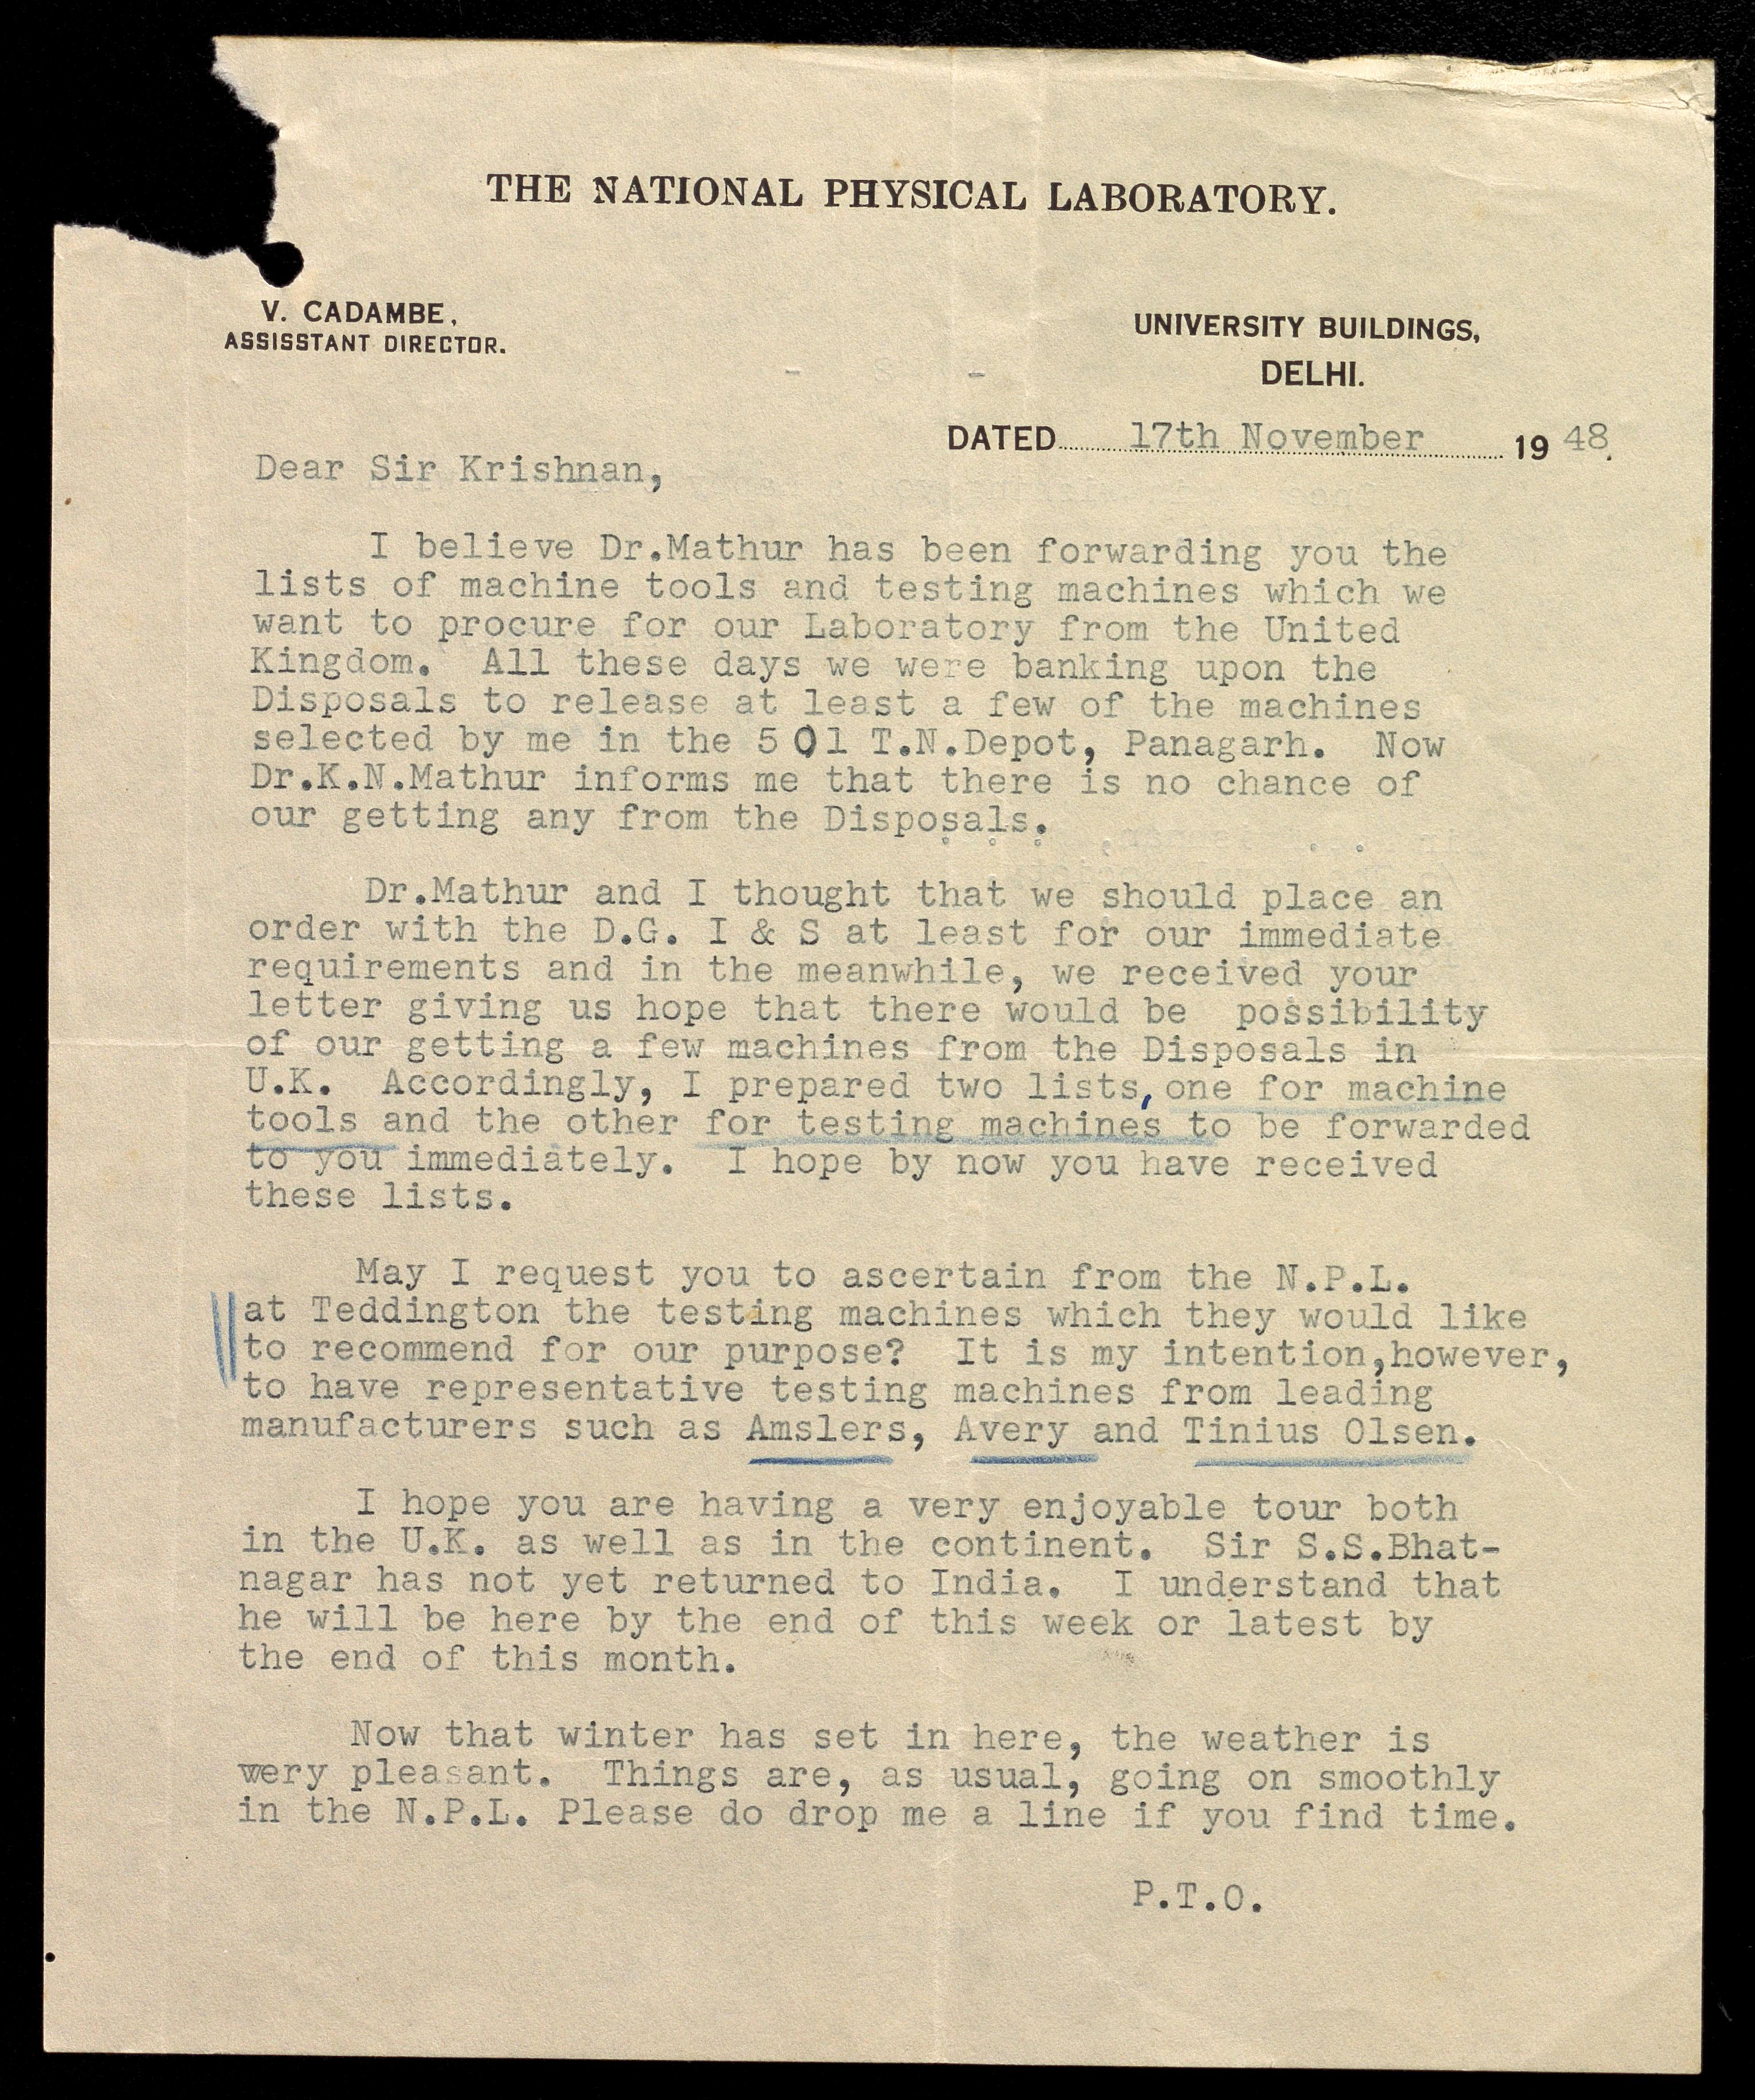 THE NATIONAL PHYSICAL LABORATORY.
V. CADAMBE,
ASSISSTANT DIRECTOR.
UNIVERSITY BUILDINGS,
DELHI.
DATED 17th November 1948.
Dear Sir Krishnan,
I believe Dr.Mathur has been forwarding you the
lists of machine tools and testing machines which we
want to procure for our Laboratory from the United
Kingdom. All these days we were banking upon the
Disposals to release at least a few of the machines
selected by me in the 501 T.N.Depot, Panagarh. Now
Dr.K.N.Mathur informs me that there is no chance of
our getting any from the Disposals.
Dr.Mathur and I thought that we should place an
order with the D.G. I & S at least for our immediate
requirements and in the meanwhile, we received your
letter giving us hope that there would be possibility
of our getting a few machines from the Disposals in
U.K. Accordingly, I prepared two lists, one for machine
tools and the other for testing machines to be forwarded
to you immediately. I hope by now you have received
these lists.
May I request you to ascertain from the N.P.L.
at Teddington the testing machines which they would like
to recommend for our purpose? It is my intention,however,
to have representative testing machines from leading
manufacturers such as Amslers, Avery and Tinius Olsen.
I hope you are having a very enjoyable tour both
in the U.K. as well as in the continent. Sir S.S.Bhat-
nagar has not yet returned to India. I understand that
he will be here by the end of this week or latest by
the end of this month.
Now that winter has set in here, the weather is
very pleasant. Things are, as usual, going on smoothly
in the N.P.L. Please do drop me a line if you find time.
P.T.O.